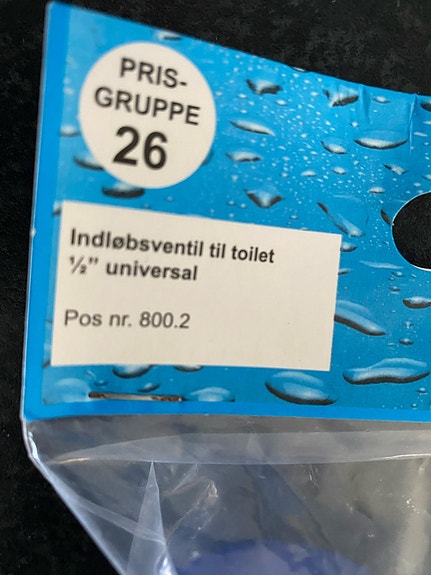 PRIS-
GRUPPE
26
Indløbsventil til toilet
½” universal
Pos nr. 800.2